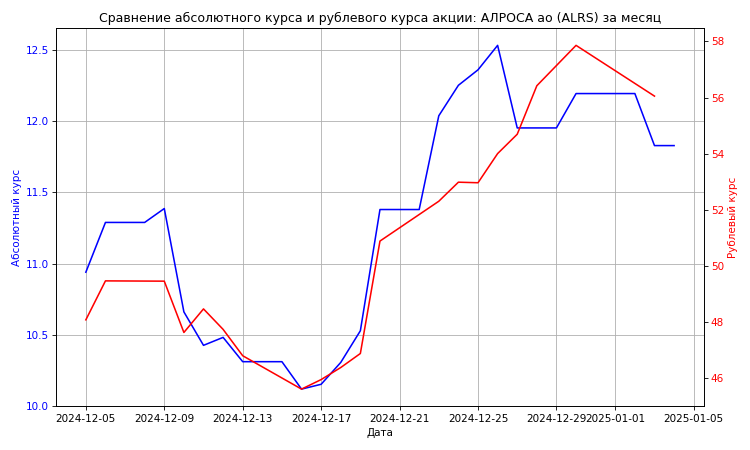 Сравнение абсолютного курса и рублевого курса акции: АЛРОСА ао (ALRS) за месяц
Абсолютный курс
12.5
12.0
11.5
11.0
10.5
10.0
58
56
54
52
50
48
46
Рублевый курс
2024-12-05 2024-12-09 2024-12-13 2024-12-17 2024-12-21 2024-12-25 2024-12-29 2025-01-01 2025-01-05
Дата